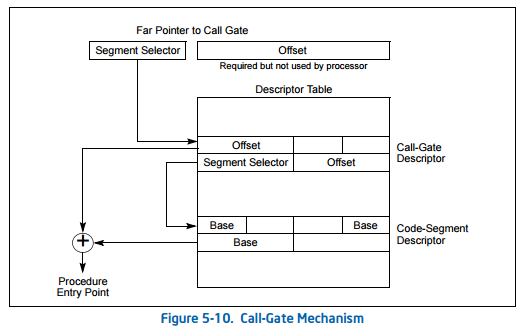 Far Pointer to Call Gate
Segment Selector
Offset
Required but not used by processor
Descriptor Table
Offset
Segment Selector
Offset
Call-Gate
Descriptor
Base
Base
Base
Code-Segment
Descriptor
+
Procedure
Entry Point
Figure 5-10. Call-Gate Mechanism